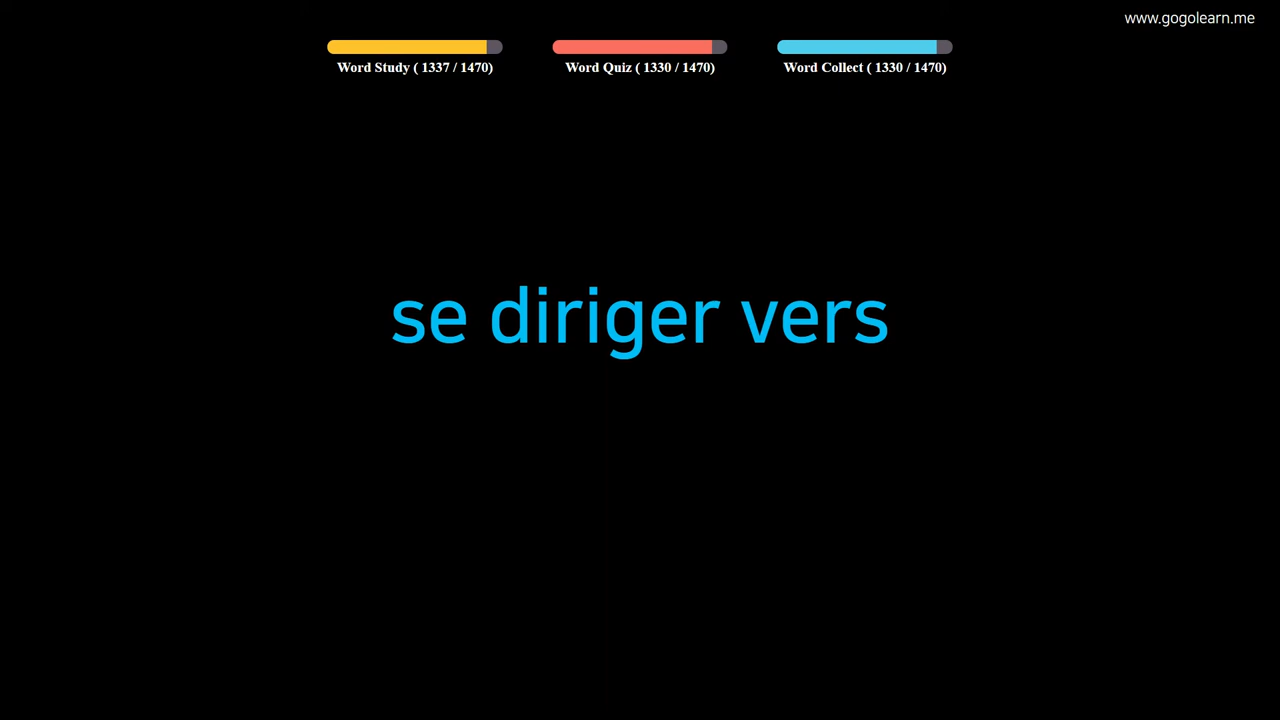 www.gogolearn.me
Word Study ( 1337 / 1470)
Word Quiz ( 1330 / 1470)
Word Collect ( 1330 / 1470)
se diriger vers